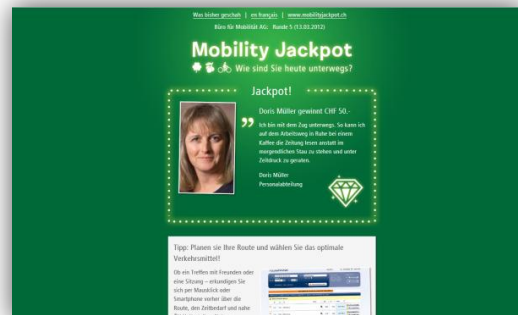 Was bisher geschah | en français | www.mobilityjackpot.ch
Büro für Mobilität AG: Runde 5 (13.03.2012)
Mobility Jackpot
Wie sind Sie heute unterwegs?
Jackpot!
Doris Müller gewinnt CHF 50.-
” Ich bin mit dem Zug unterwegs. So kann ich
auf dem Arbeitsweg in Ruhe bei einem
Kaffee die Zeitung lesen anstatt im
morgendlichen Stau zu stehen und unter
Zeitdruck zu geraten.
Doris Müller
Personalabteilung
Tipp: Planen sie Ihre Route und wählen Sie das optimale
Verkehrsmittel!
Ob ein Treffen mit Freunden oder
eine Sitzung – erkundigen Sie
sich per Mausklick oder
Smartphone vorher über die
Route, den Zeitbedarf und nahe